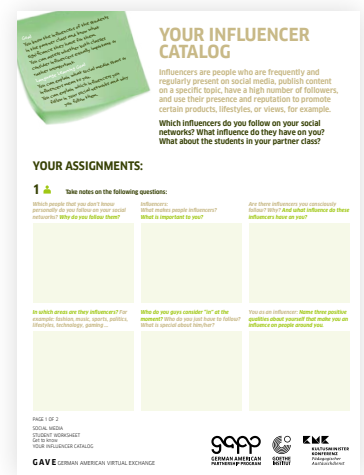 YOUR INFLUENCER
CATALOG
Influencers are people who are frequently and
regularly present on social media, publish content
on a specific topic, have a high number of followers,
and use their presence and reputation to promote
certain products, lifestyles, or views, for example.
Which influencers do you follow on your social
networks? What influence do they have on you?
What about the students in your partner class?
YOUR ASSIGNMENTS:
1 Take notes on the following questions:
Which people that you don't know
personally do you follow on your social
networks? Why do you follow them?
Influencers:
What makes people influencers?
What is important to you?
Are there influencers you consciously
follow? Why? And what influence do these
influencers have on you?
In which areas are they influencers? For
example: fashion, music, sports, politics,
lifestyles, technology, gaming ...
Who do you guys consider "in" at the
moment? Who do you just have to follow?
What is special about him/her?
You as an influencer: Name three positive
qualities about yourself that make you an
influence on people around you.
PAGE 1 OF 2
SOCIAL MEDIA
STUDENT WORKSHEET
Get to know
YOUR INFLUENCER CATALOG
GAVE GERMAN AMERICAN VIRTUAL EXCHANGE
gapp
GERMAN AMERICAN
PARTNERSHIP PROGRAM
GOETHE
INSTITUT
KMK
KULTUSMINISTER
KONFERENZ
Pädagogischer
Austauschdienst